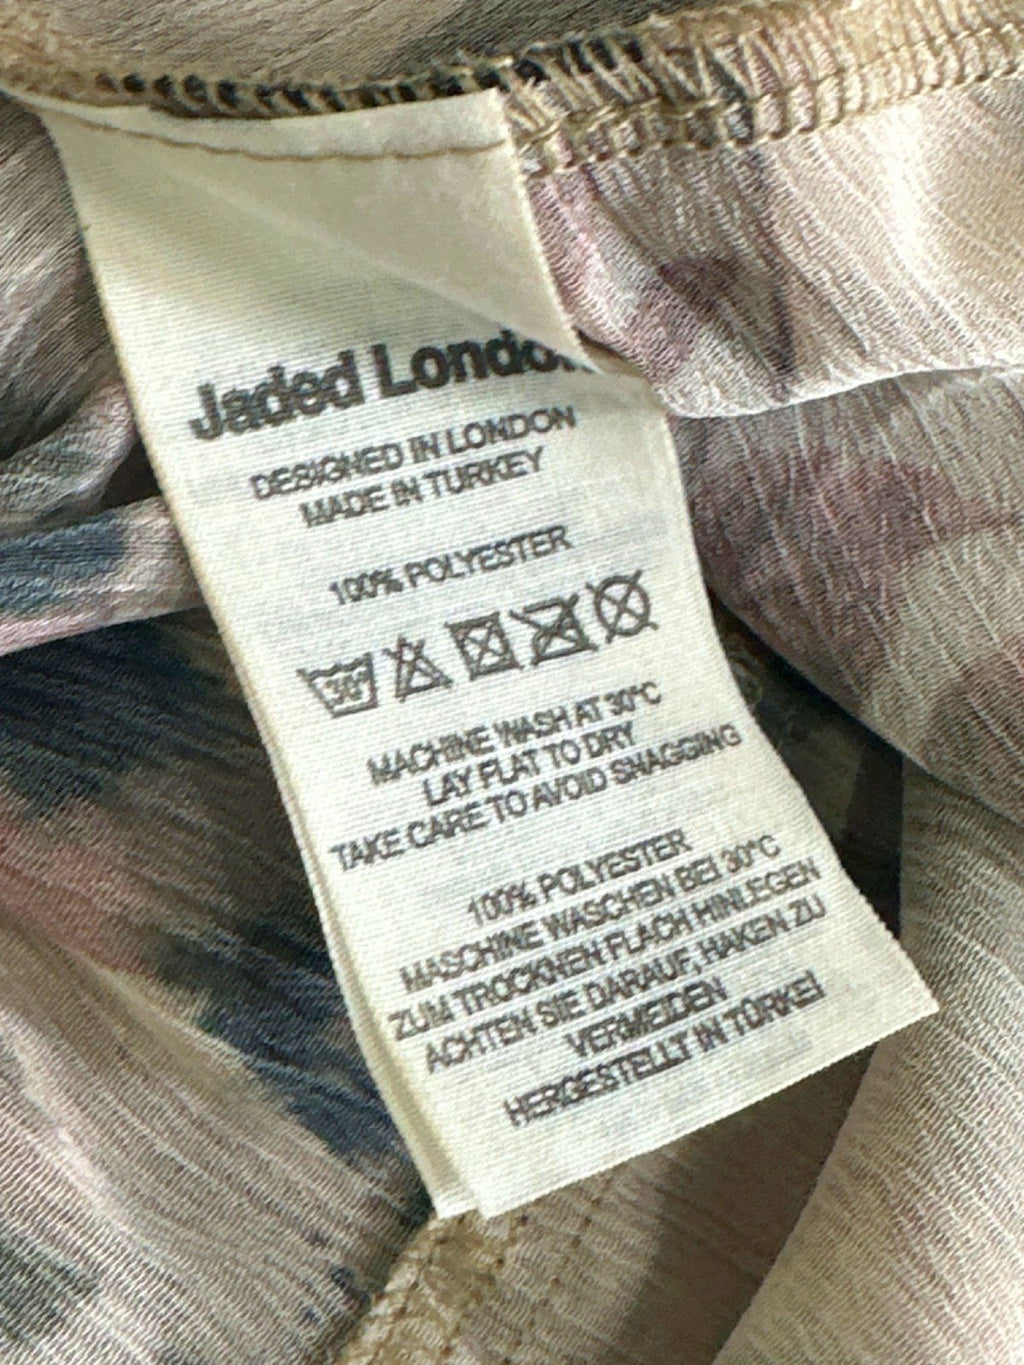 Jaded London
DESIGNED IN LONDON
MADE IN TURKEY
100% POLYESTER
30°
MACHINE WASH AT 30°C
LAY FLAT TO DRY
TAKE CARE TO AVOID SNAGGING
100% POLYESTER
MASCHINE WASCHEN BEI 30°C
ZUM TROCKNEN FLACH HINLEGEN
ACHTEN SIE DARAUF, HAKEN ZU
VERMEIDEN
HERGESTELLT IN TÜRKEI